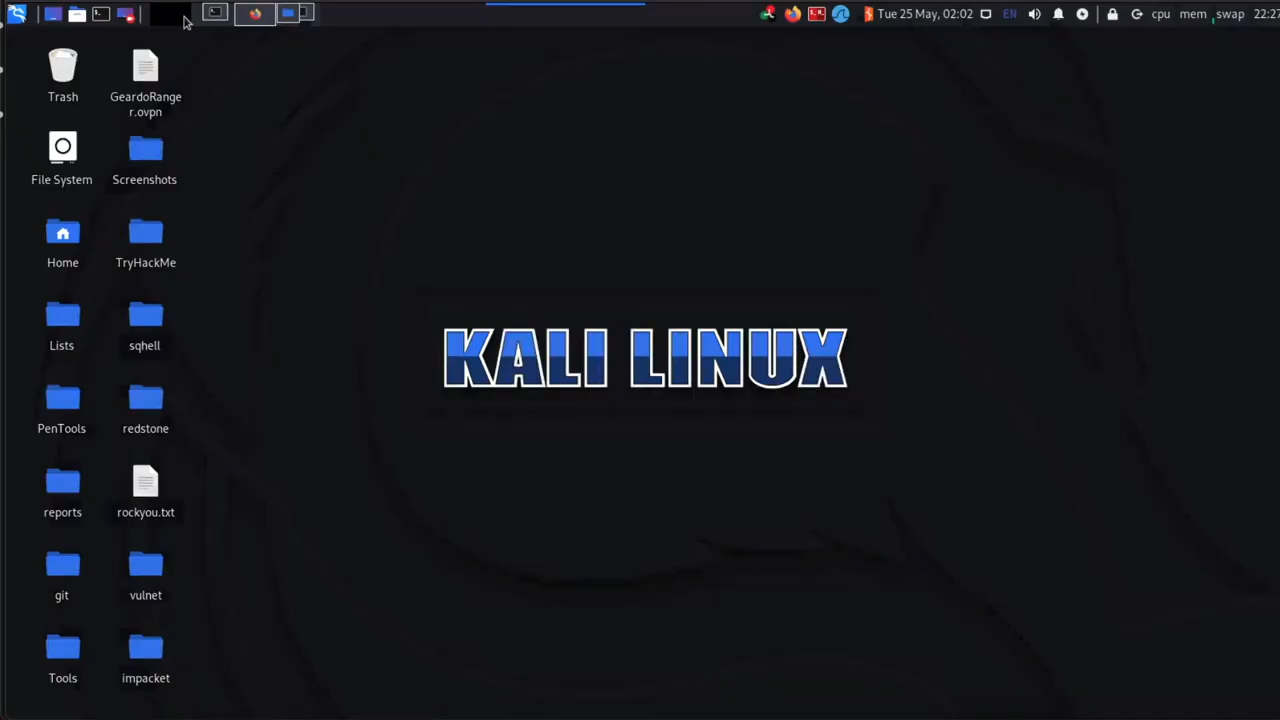 Tue 25 May, 02:02 EN cpu mem swap 22:27
Trash
GeardoRange
r.ovpn
File System
Screenshots
Home
TryHackMe
Lists
sqhell
PenTools
redstone
reports
rockyou.txt
git
vulnet
Tools
impacket
KALI LINUX